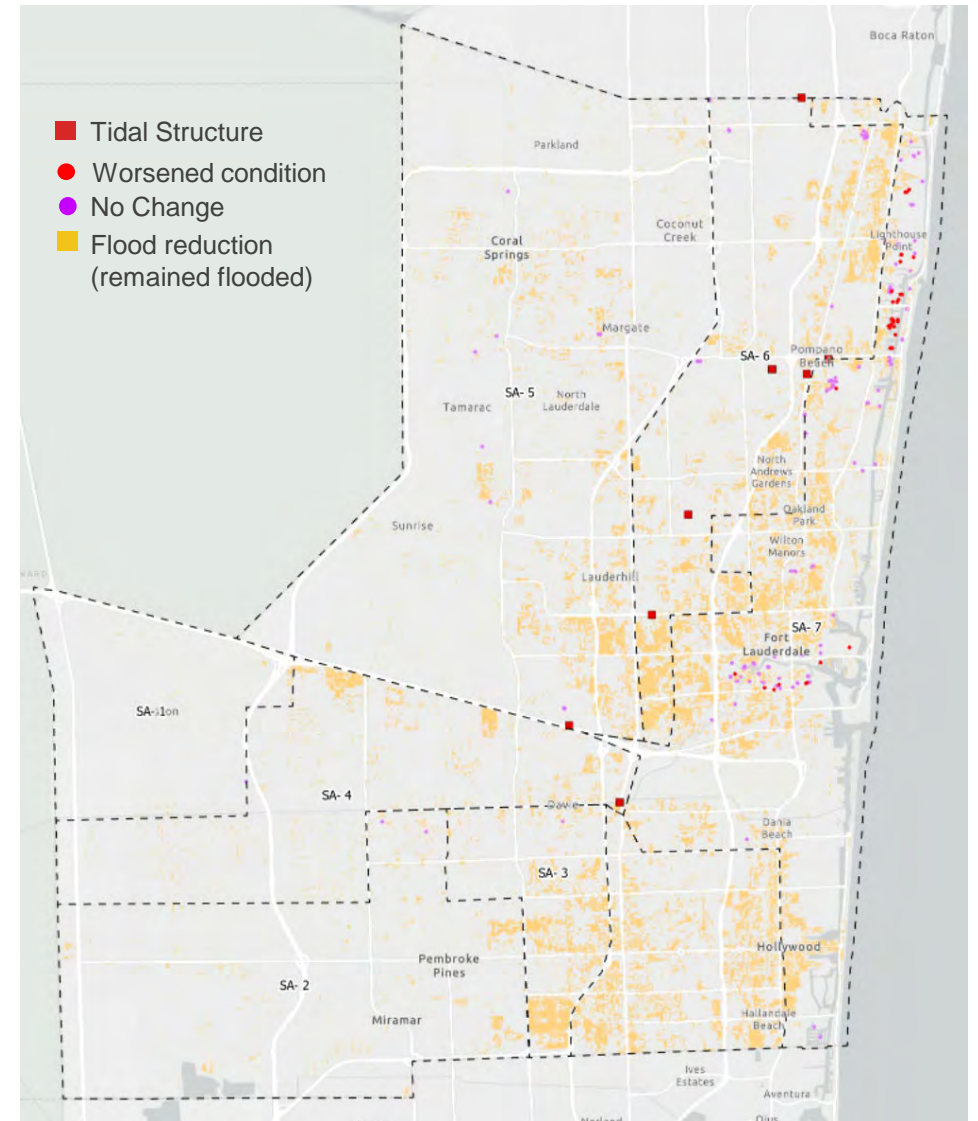 Boca Raton
Tidal Structure
Worsened condition
No Change
Flood reduction
(remained flooded)
Parkland
Coconut
Creek
Coral
Springs
Lighthouse
Point
Margate
SA- 6
Pompano
Beach
SA- 5
North
Lauderdale
Tamarac
North
Andrews
Gardens
Oakland
Park
Sunrise
Wilton
Manors
Lauderhill
SA- 7
Fort
Lauderdale
SA- 1
SA- 4
Davie
Dania
Beach
SA- 3
Hollywood
Pembroke
Pines
SA- 2
Hallandale
Beach
Miramar
Ives
Estates
Aventura